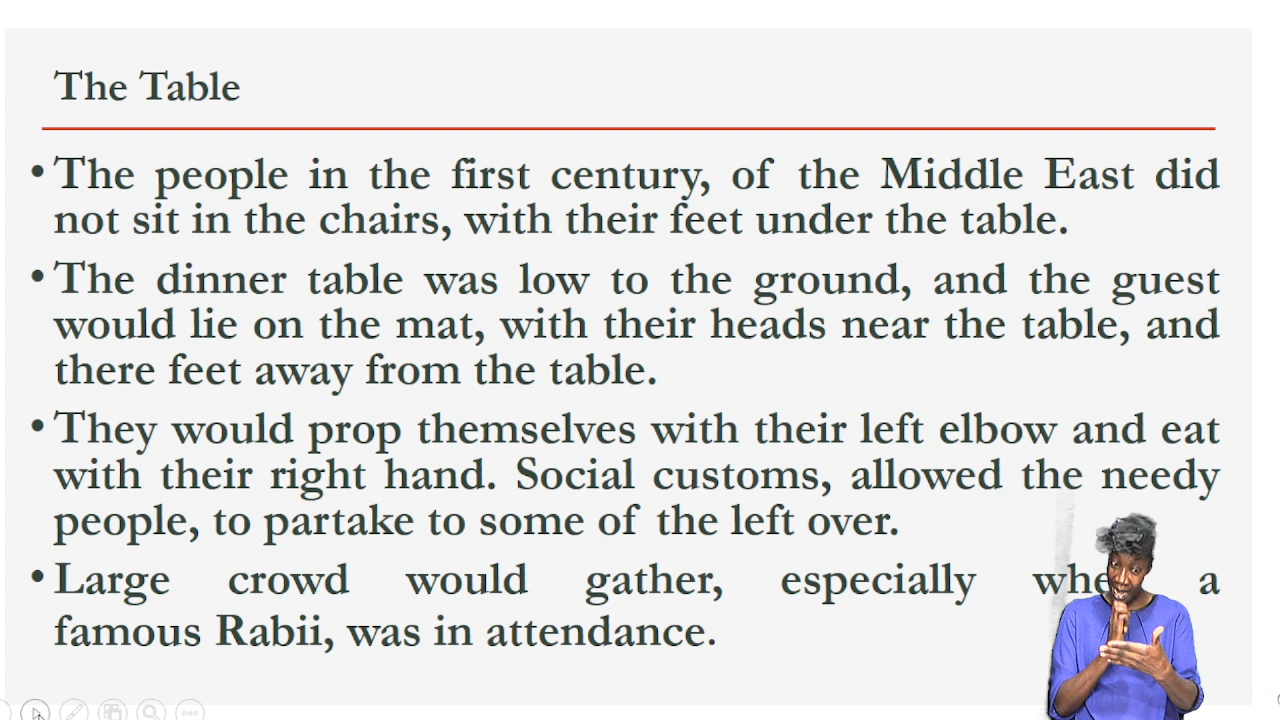 The Table
• The people in the first century, of the Middle East did
not sit in the chairs, with their feet under the table.
• The dinner table was low to the ground, and the guest
would lie on the mat, with their heads near the table, and
there feet away from the table.
• They would prop themselves with their left elbow and eat
with their right hand. Social customs, allowed the needy
people, to partake to some of the left over.
• Large crowd would gather, especially a
famous Rabii, was in attendance.